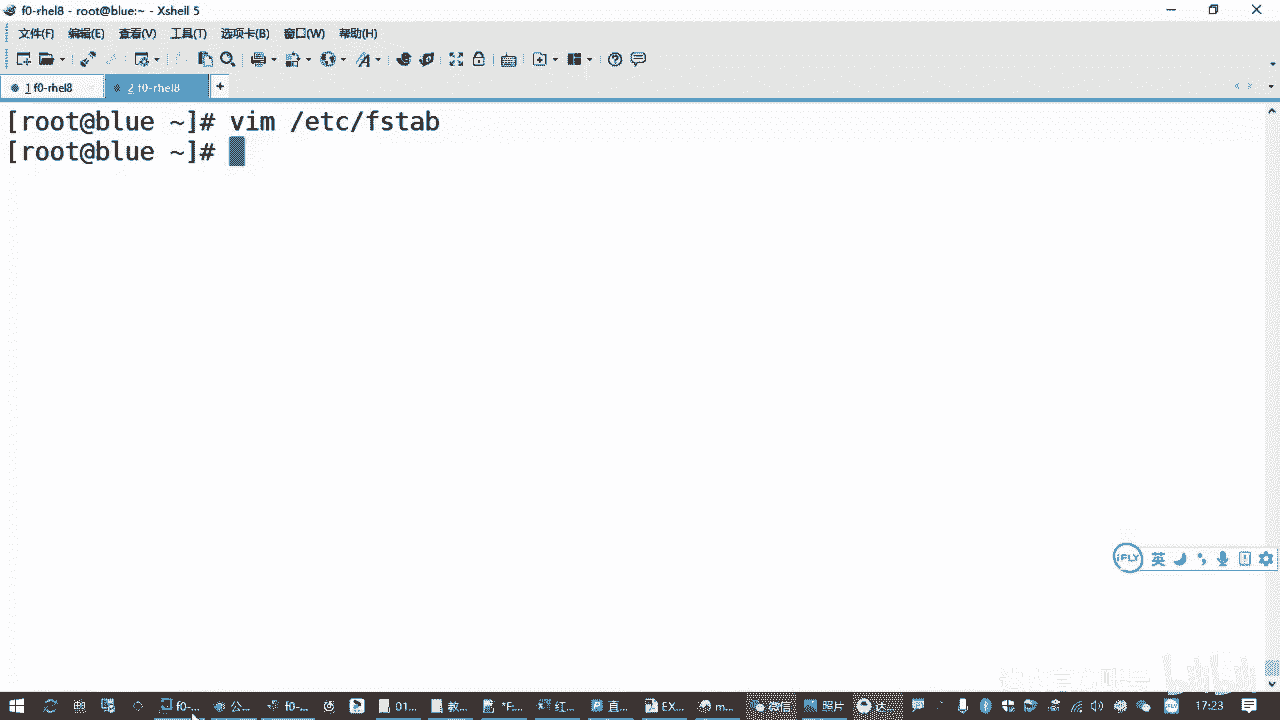 f0-rhel8 - root@blue:~ - Xshell 5
文件(F) 编辑(E) 查看(V) 工具(T) 选项卡(B) 窗口(W) 帮助(H)
1 f0-rhel8 2 f0-rhel8 +
[root@blue ~]# vim /etc/fstab
[root@blue ~]#
iFLY 英
f0-... 公... f0-... 01... 教... *E... 红... 直... EX... m... 微信 照片 达... 17:23